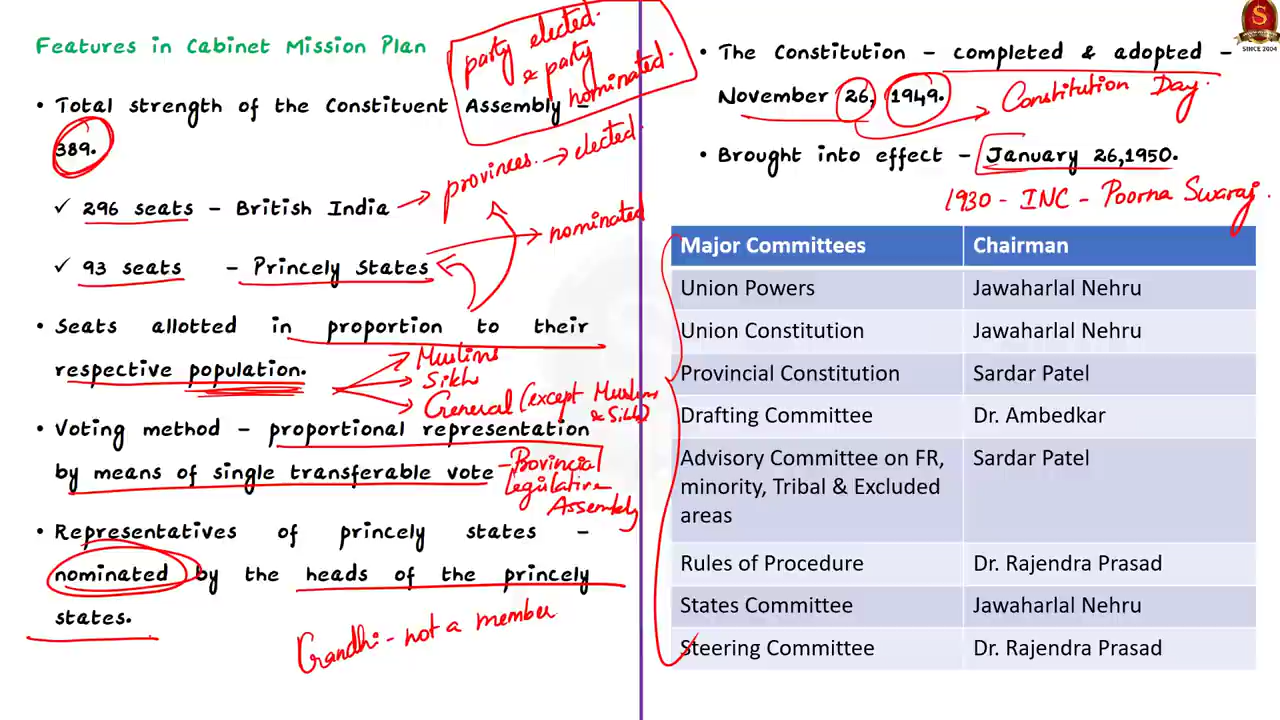 Features in Cabinet Mission Plan
party elected.
& party
nominated.
• Total strength of the Constituent Assembly –
389.
✓ 296 seats – British India
provinces. → elected
✓ 93 seats – Princely States
nominated
• Seats allotted in proportion to their
respective population.
Muslims
Sikh
General (except Muslims
& Sikh)
• Voting method – proportional representation
by means of single transferable vote
- Provincial
Legislative
Assembly
• Representatives of princely states –
nominated by the heads of the princely
states.
Gandhi - not a member
S
SINCE 2004
• The Constitution – completed & adopted –
November 26, 1949.
Constitution Day.
• Brought into effect – January 26,1950.
1930 - INC - Poorna Swaraj.
Major Committees Chairman
Union Powers Jawaharlal Nehru
Union Constitution Jawaharlal Nehru
Provincial Constitution Sardar Patel
Drafting Committee Dr. Ambedkar
Advisory Committee on FR, Sardar Patel
minority, Tribal & Excluded
areas
Rules of Procedure Dr. Rajendra Prasad
States Committee Jawaharlal Nehru
Steering Committee Dr. Rajendra Prasad